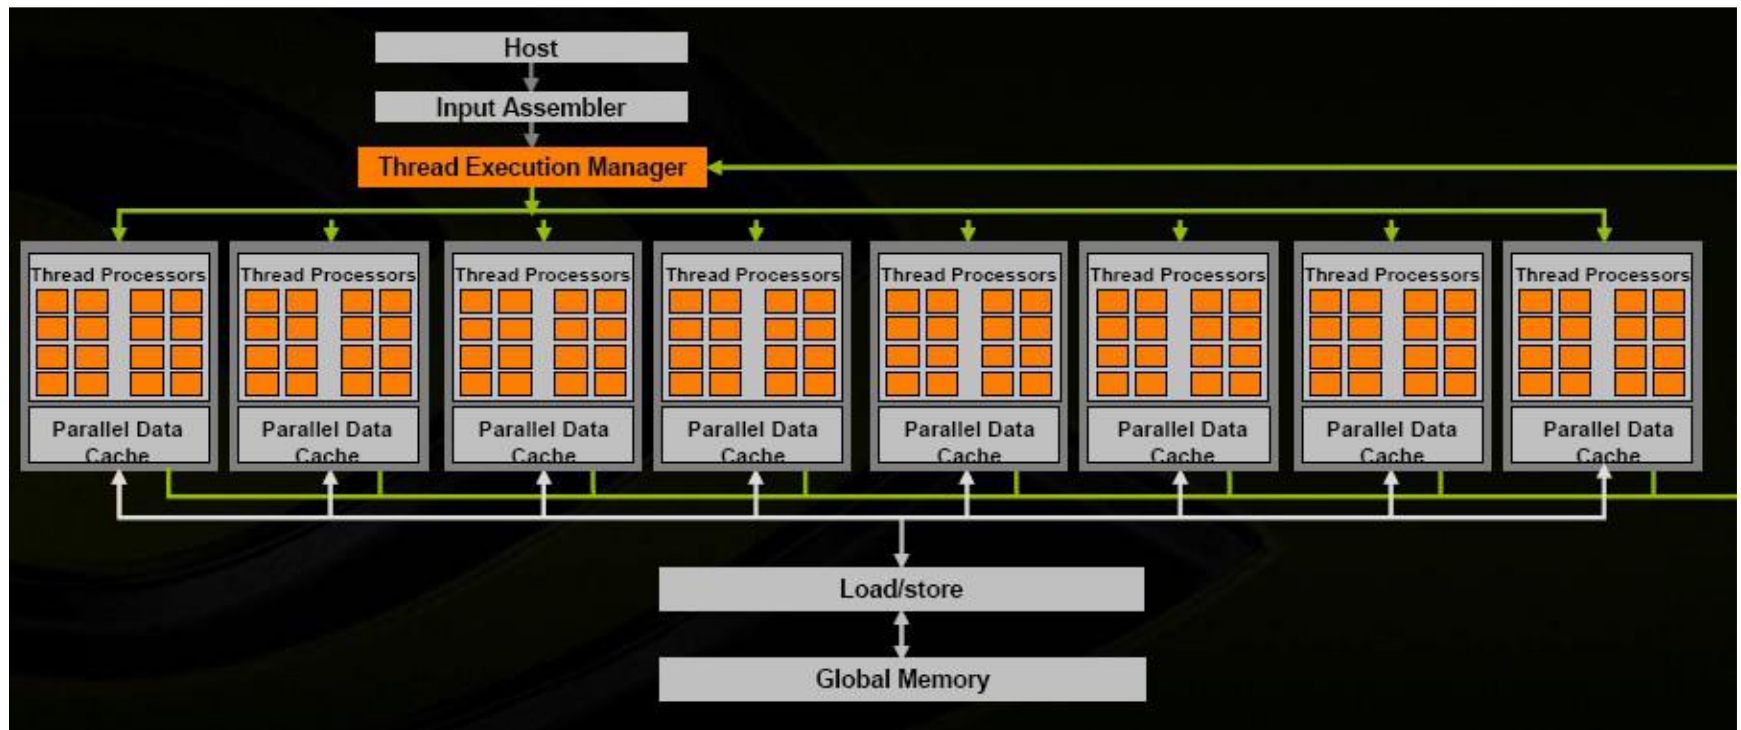 Host
Input Assembler
Thread Execution Manager
Thread Processors
Thread Processors
Thread Processors
Thread Processors
Thread Processors
Thread Processors
Thread Processors
Thread Processors
Parallel Data
Cache
Parallel Data
Cache
Parallel Data
Cache
Parallel Data
Cache
Parallel Data
Cache
Parallel Data
Cache
Parallel Data
Cache
Parallel Data
Cache
Load/store
Global Memory